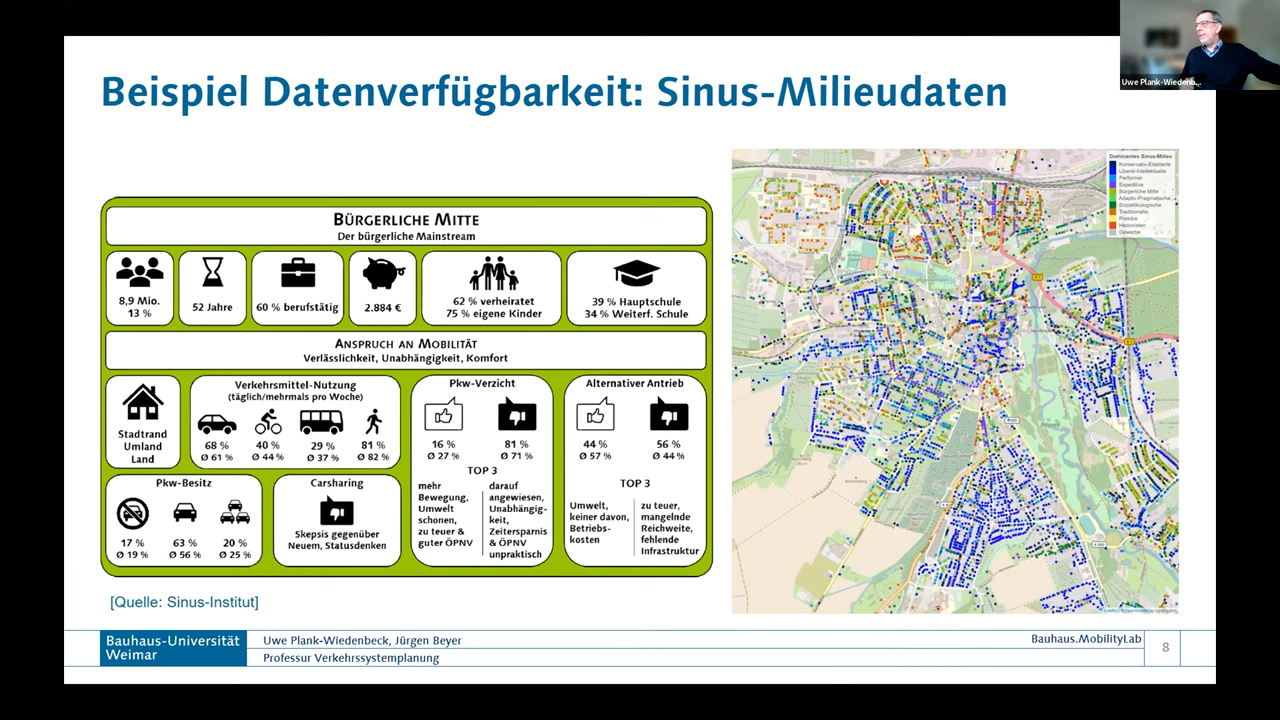 Uwe Plank-Wiedenb...
Beispiel Datenverfügbarkeit: Sinus-Milieudaten
BÜRGERLICHE MITTE
Der bürgerliche Mainstream
8,9 Mio.
13 %
52 Jahre
60 % berufstätig
2.884 €
62 % verheiratet
75 % eigene Kinder
39 % Hauptschule
34 % Weiterf. Schule
ANSPRUCH AN MOBILITÄT
Verlässlichkeit, Unabhängigkeit, Komfort
Stadtrand
Umland
Land
Verkehrsmittel-Nutzung
(täglich/mehrmals pro Woche)
68 % 40 % 29 % 81 %
Ø 61 % Ø 44 % Ø 37 % Ø 82 %
Pkw-Besitz
17 % 63 % 20 %
Ø 19 % Ø 56 % Ø 25 %
Carsharing
Skepsis gegenüber
Neuem, Statusdenken
Pkw-Verzicht
16 % 81 %
Ø 27 % Ø 71 %
TOP 3
mehr
Bewegung,
Umwelt
schonen,
zu teuer &
guter ÖPNV
darauf
angewiesen,
Unabhängig-
keit,
Zeitersparnis
& ÖPNV
unpraktisch
Alternativer Antrieb
44 % 56 %
Ø 57 % Ø 44 %
TOP 3
Umwelt,
keiner davon,
Betriebs-
kosten
zu teuer,
mangelnde
Reichweite,
fehlende
Infrastruktur
Dominantes Sinus-Milieu
Konservativ-Etablierte
Liberal-Intellektuelle
Performer
Expeditive
Bürgerliche Mitte
Adaptiv-Pragmatische
Sozialökologische
Traditionelle
Prekäre
Hedonisten
Gewerbe
[Quelle: Sinus-Institut]
Bauhaus-Universität
Weimar
Uwe Plank-Wiedenbeck, Jürgen Beyer
Professur Verkehrssystemplanung
Bauhaus.MobilityLab
8